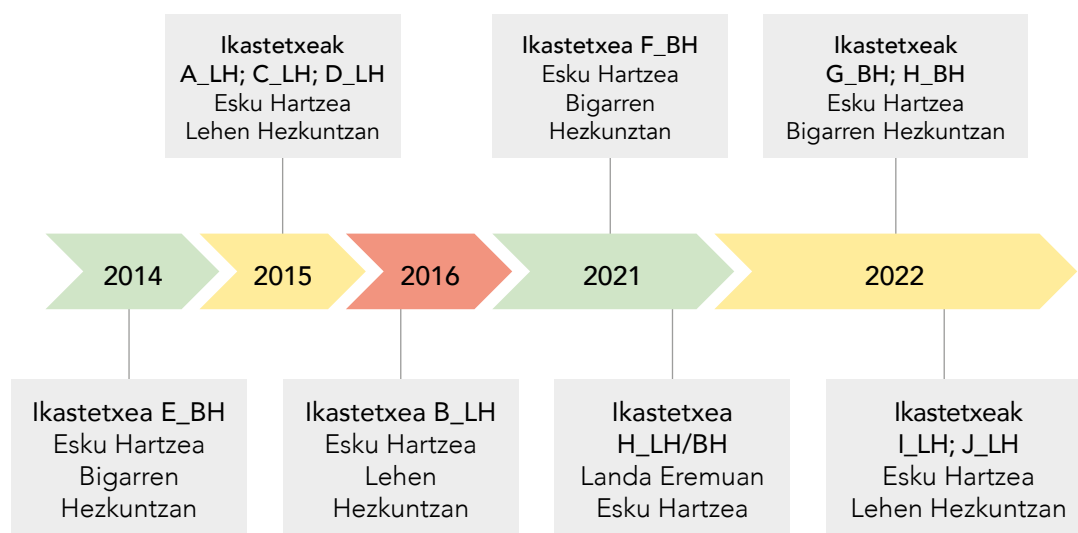 Ikastetxeak
A_LH; C_LH; D_LH
Esku Hartzea
Lehen Hezkuntzan
Ikastetxea F_BH
Esku Hartzea
Bigarren
Hezkunztan
Ikastetxeak
G_BH; H_BH
Esku Hartzea
Bigarren Hezkuntzan
2014
2015
2016
2021
2022
Ikastetxea E_BH
Esku Hartzea
Bigarren
Hezkuntzan
Ikastetxea B_LH
Esku Hartzea
Lehen
Hezkuntzan
Ikastetxea
H_LH/BH
Landa Eremuan
Esku Hartzea
Ikastetxeak
I_LH; J_LH
Esku Hartzea
Lehen Hezkuntzan